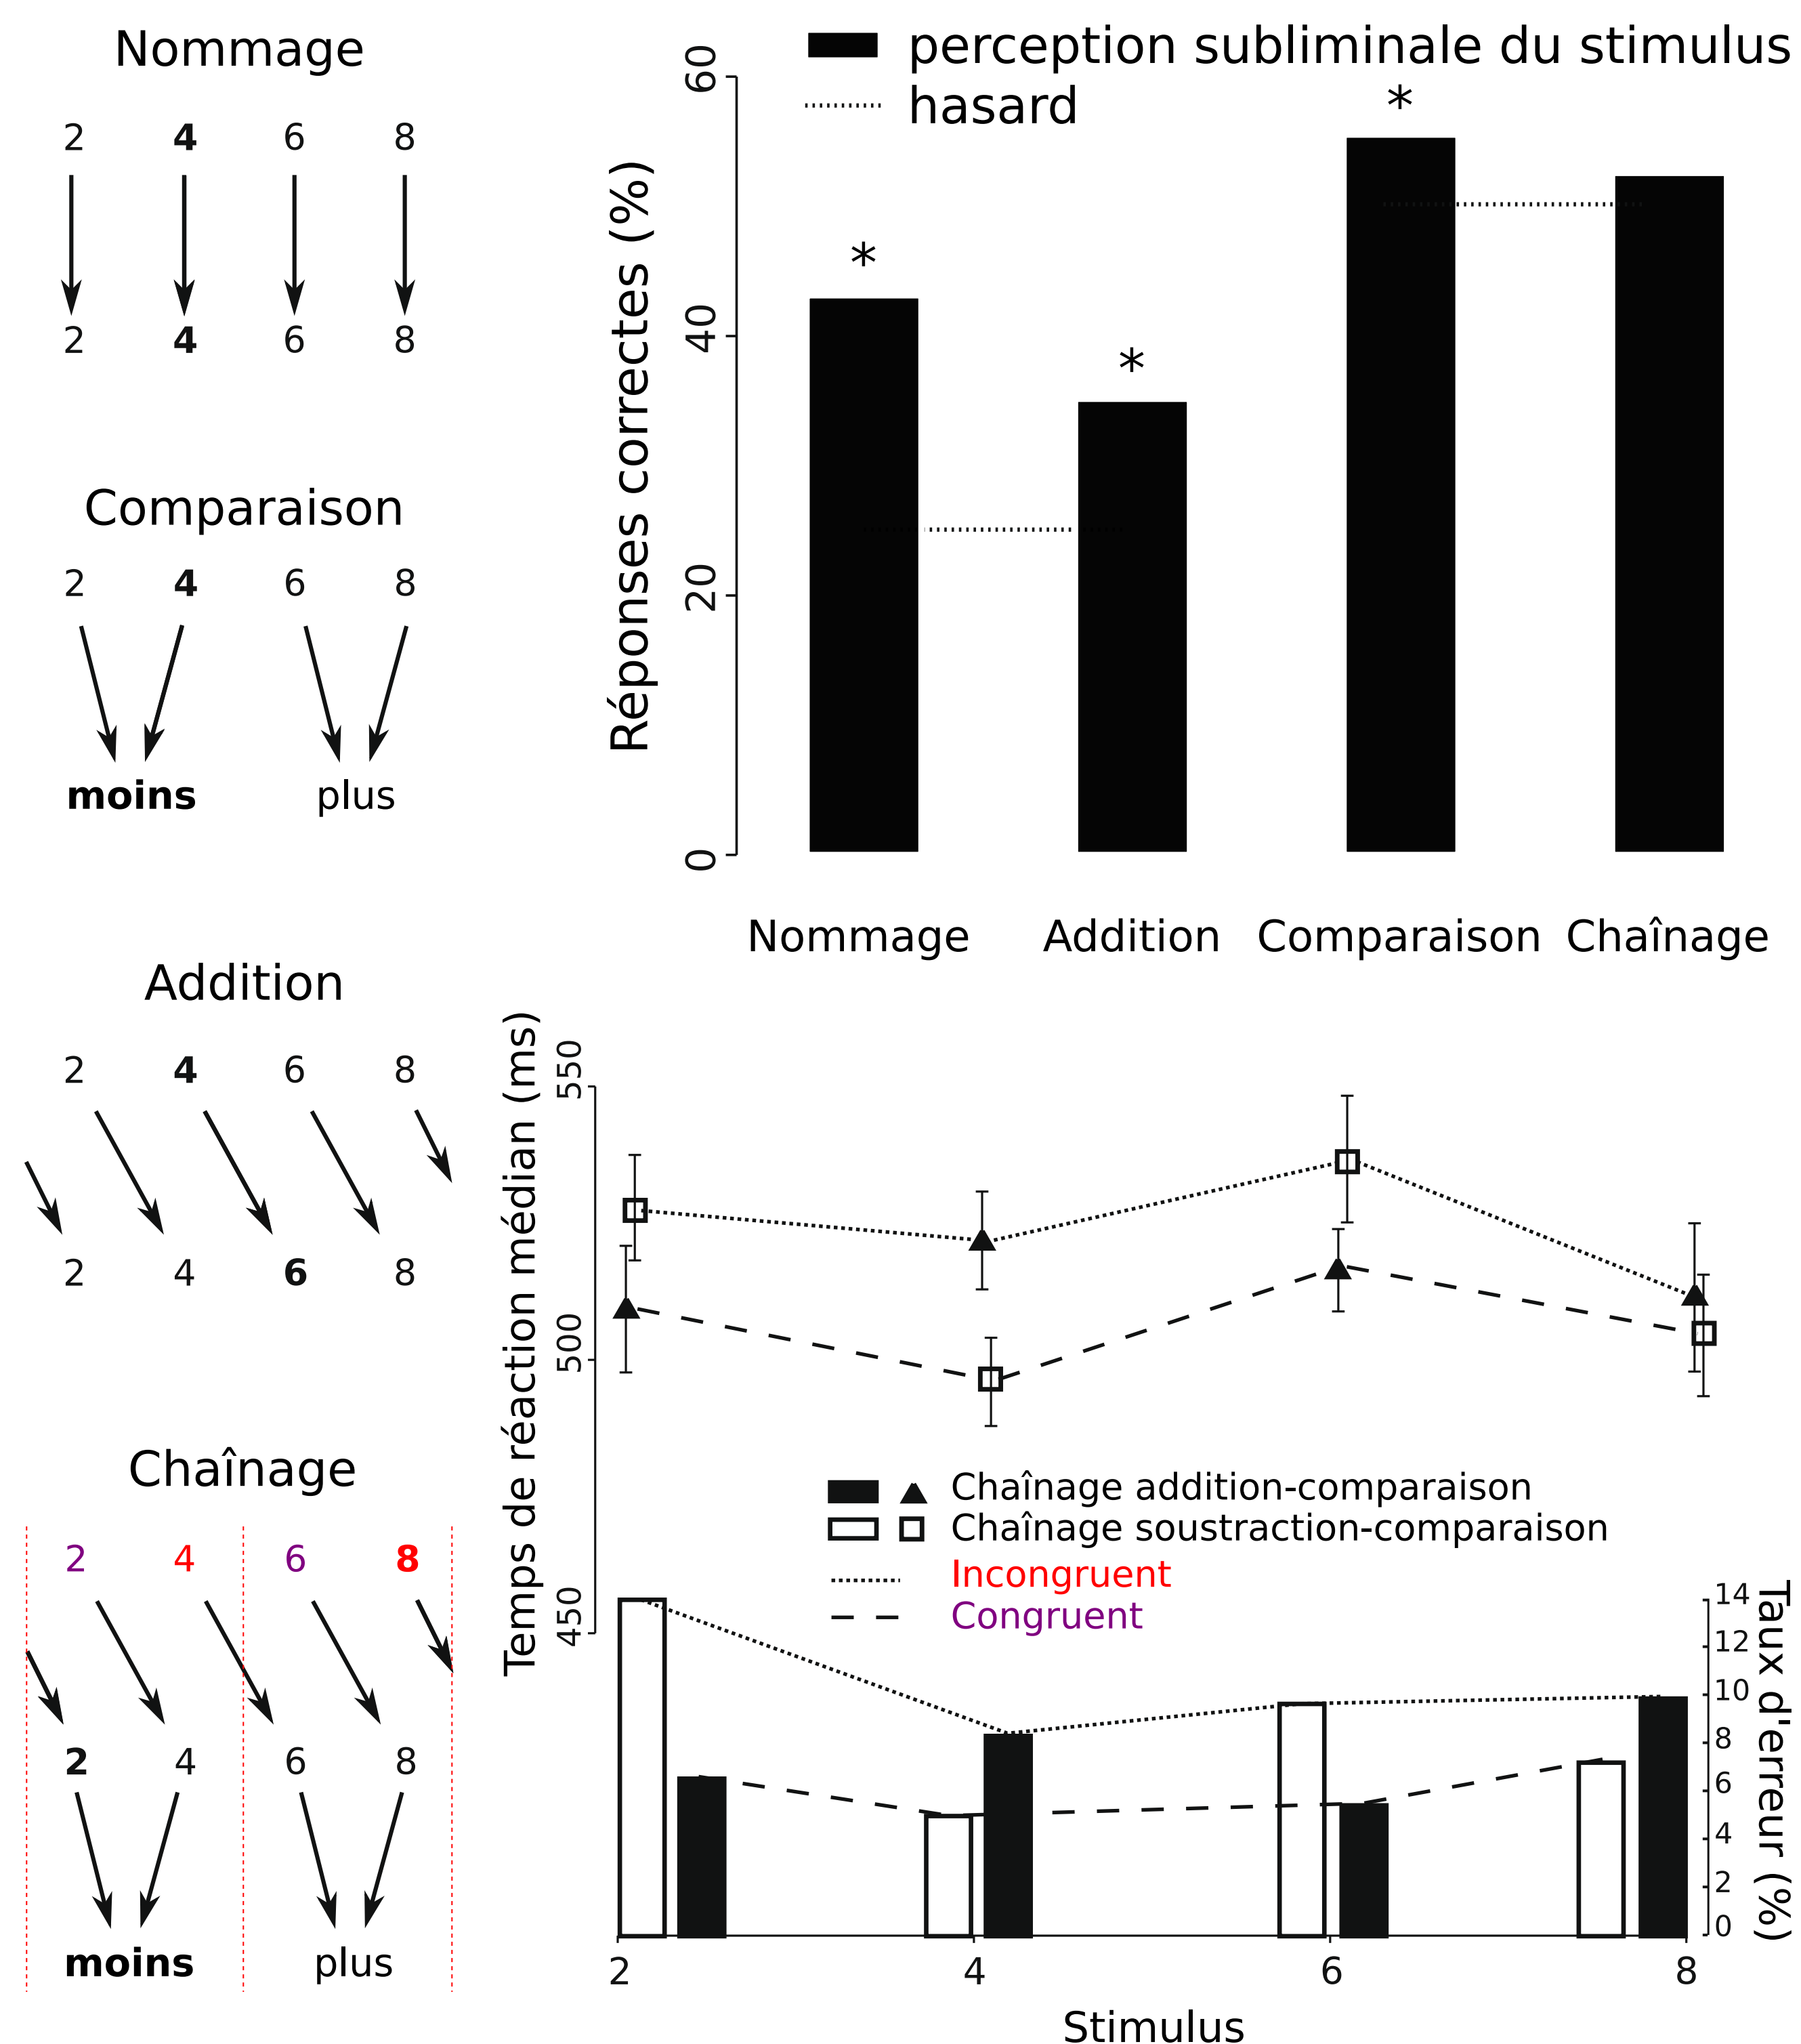 Nommage
2 4 6 8
2 4 6 8
Comparaison
2 4 6 8
moins plus
Addition
2 4 6 8
2 4 6 8
Chaînage
2 4 6 8
2 4 6 8
moins plus
perception subliminale du stimulus
hasard
Réponses correctes (%)
60
40
20
0
*
*
*
Nommage Addition Comparaison Chaînage
Temps de réaction médian (ms)
550
500
450
Chaînage addition-comparaison
Chaînage soustraction-comparaison
Incongruent
Congruent
Taux d'erreur (%)
14
12
10
8
6
4
2
0
2 4 6 8
Stimulus